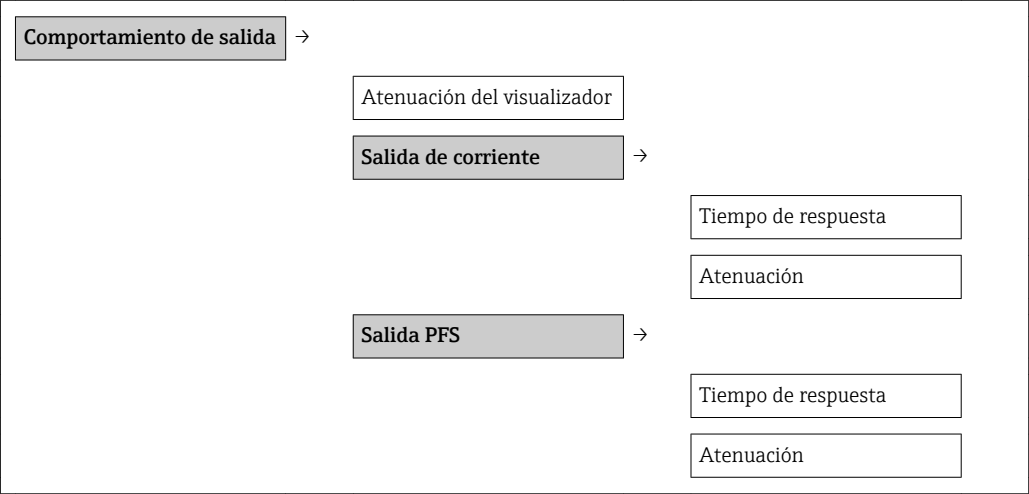 Comportamiento de salida →
Atenuación del visualizador
Salida de corriente →
Tiempo de respuesta
Atenuación
Salida PFS →
Tiempo de respuesta
Atenuación